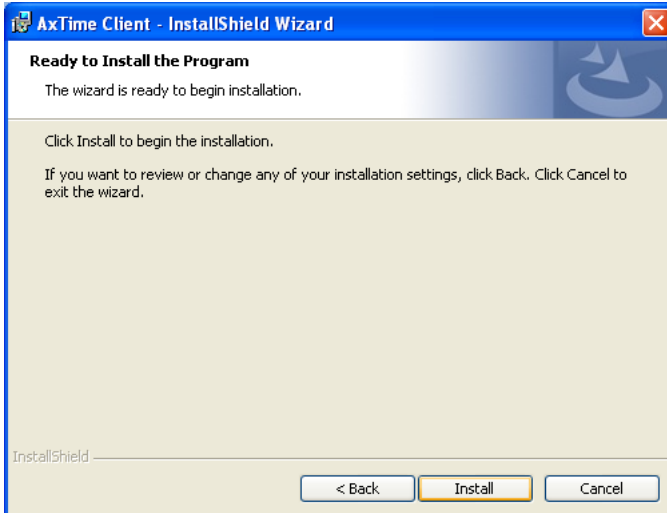 AxTime Client - InstallShield Wizard
Ready to Install the Program
The wizard is ready to begin installation.
Click Install to begin the installation.
If you want to review or change any of your installation settings, click Back. Click Cancel to
exit the wizard.
InstallShield
< Back
Install
Cancel